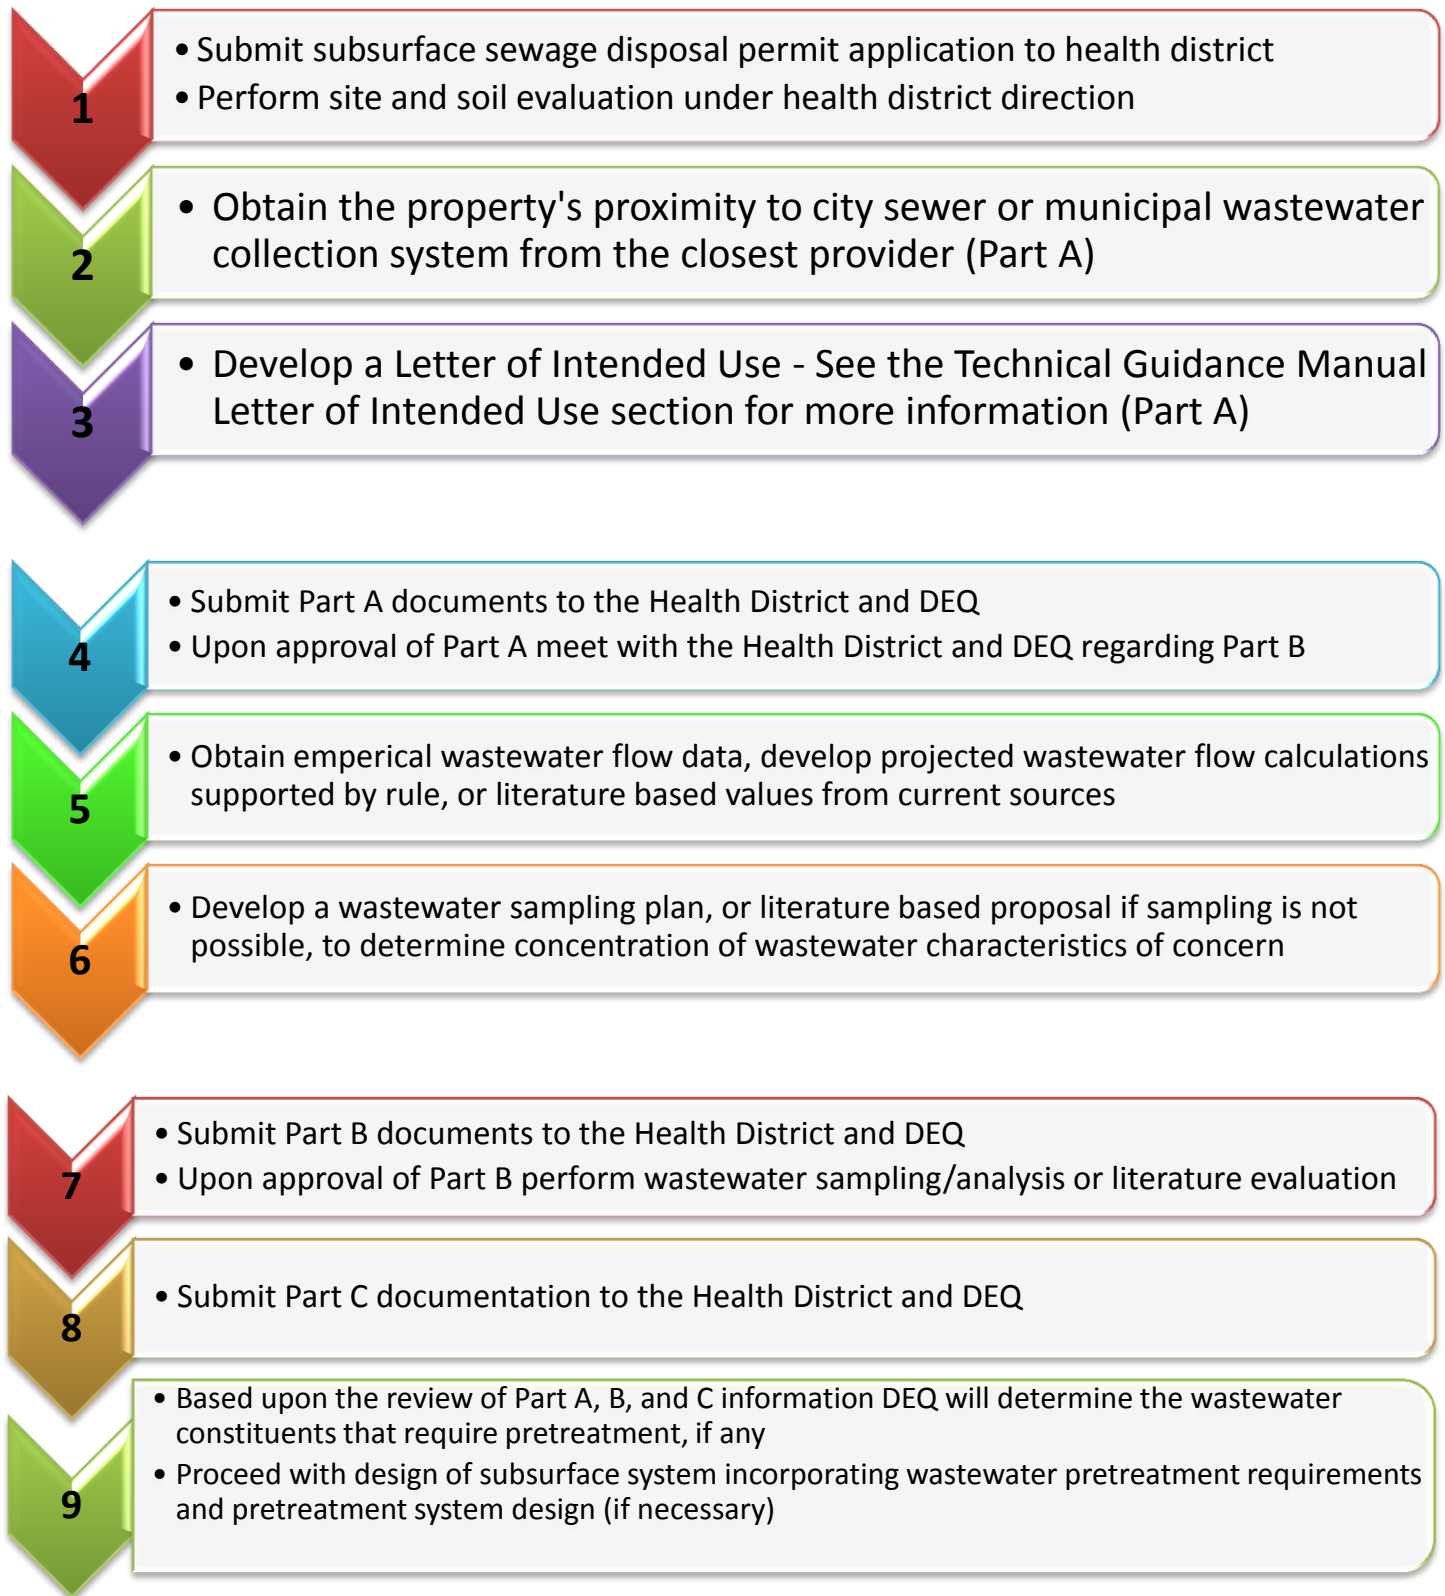 1
• Submit subsurface sewage disposal permit application to health district
• Perform site and soil evaluation under health district direction
2
• Obtain the property's proximity to city sewer or municipal wastewater
collection system from the closest provider (Part A)
3
• Develop a Letter of Intended Use - See the Technical Guidance Manual
Letter of Intended Use section for more information (Part A)
4
• Submit Part A documents to the Health District and DEQ
• Upon approval of Part A meet with the Health District and DEQ regarding Part B
5
• Obtain emperical wastewater flow data, develop projected wastewater flow calculations
supported by rule, or literature based values from current sources
6
• Develop a wastewater sampling plan, or literature based proposal if sampling is not
possible, to determine concentration of wastewater characteristics of concern
7
• Submit Part B documents to the Health District and DEQ
• Upon approval of Part B perform wastewater sampling/analysis or literature evaluation
8
• Submit Part C documentation to the Health District and DEQ
9
• Based upon the review of Part A, B, and C information DEQ will determine the wastewater
constituents that require pretreatment, if any
• Proceed with design of subsurface system incorporating wastewater pretreatment requirements
and pretreatment system design (if necessary)